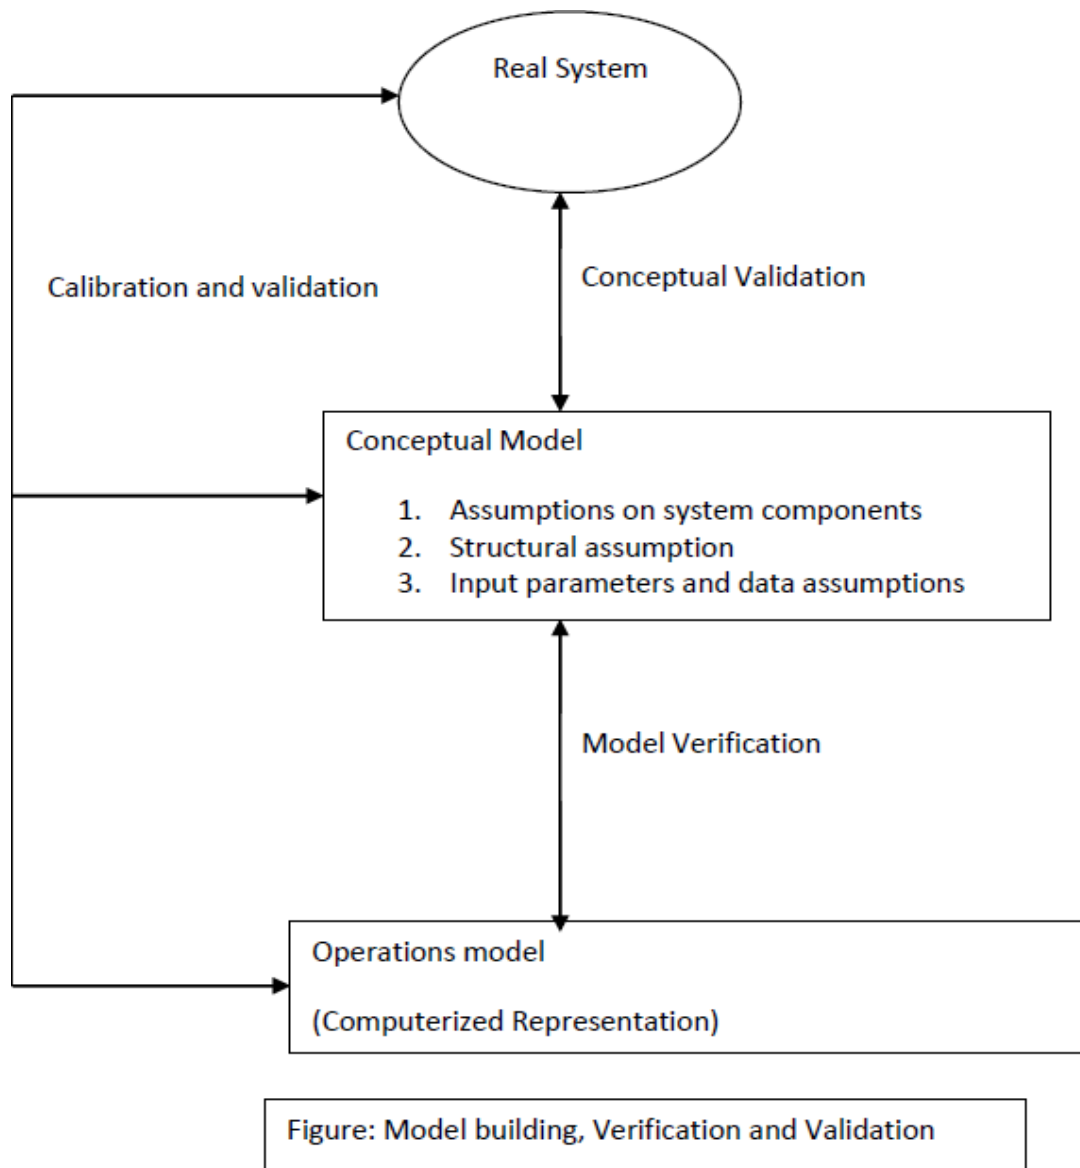 Real System
Calibration and validation
Conceptual Validation
Conceptual Model
1. Assumptions on system components
2. Structural assumption
3. Input parameters and data assumptions
Model Verification
Operations model
(Computerized Representation)
Figure: Model building, Verification and Validation